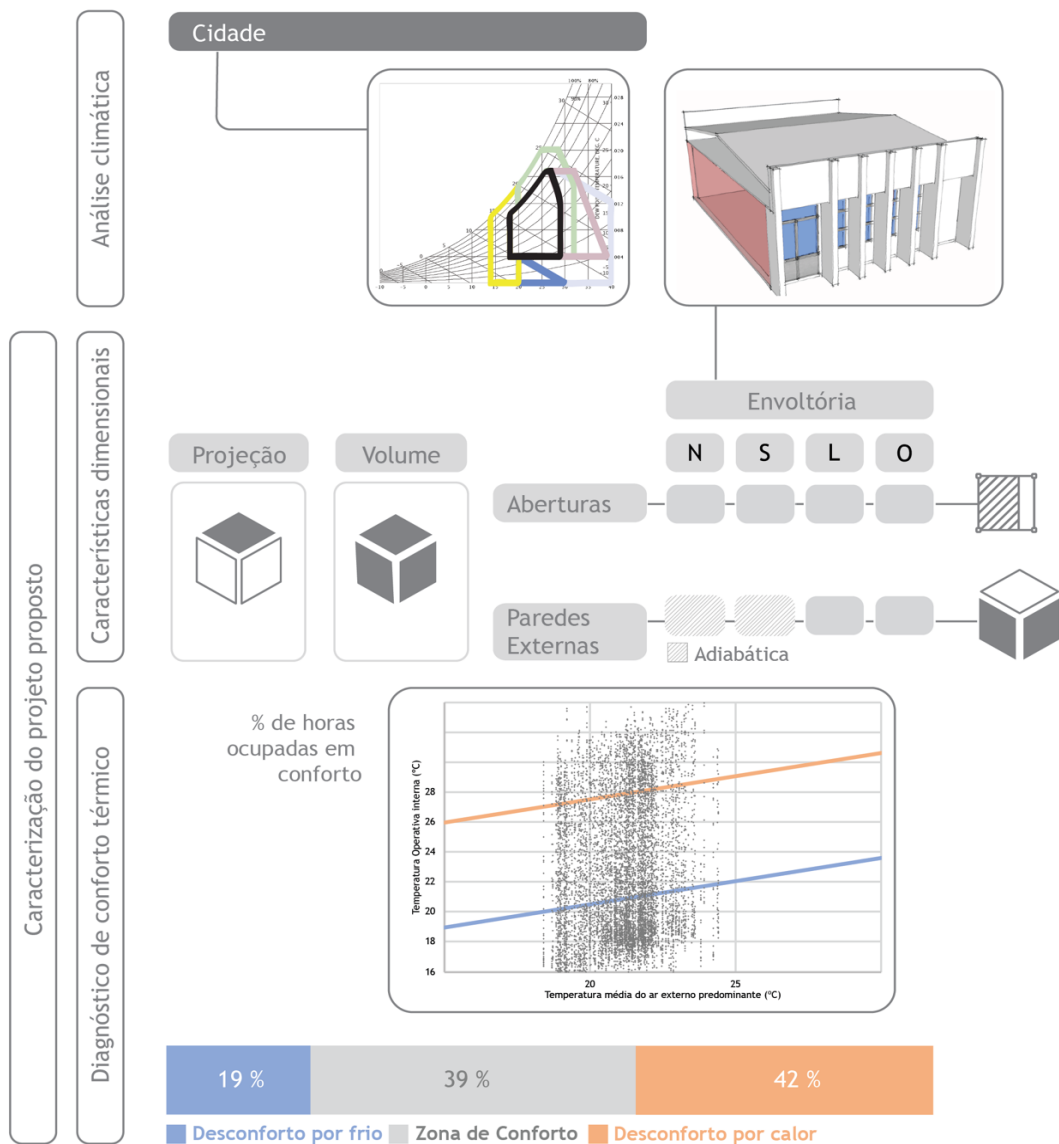 Análise climática
Cidade
Caracterização do projeto proposto
Características dimensionais
Projeção
Volume
Envoltória
N S L O
Aberturas
Paredes
Externas
Adiabática
Diagnóstico de conforto térmico
% de horas
ocupadas em
conforto
Temperatura Operativa Interna (°C)
28
26
24
22
20
18
16
20 25
Temperatura média do ar externo predominante (°C)
19 % 39 % 42 %
Desconforto por frio Zona de Conforto Desconforto por calor